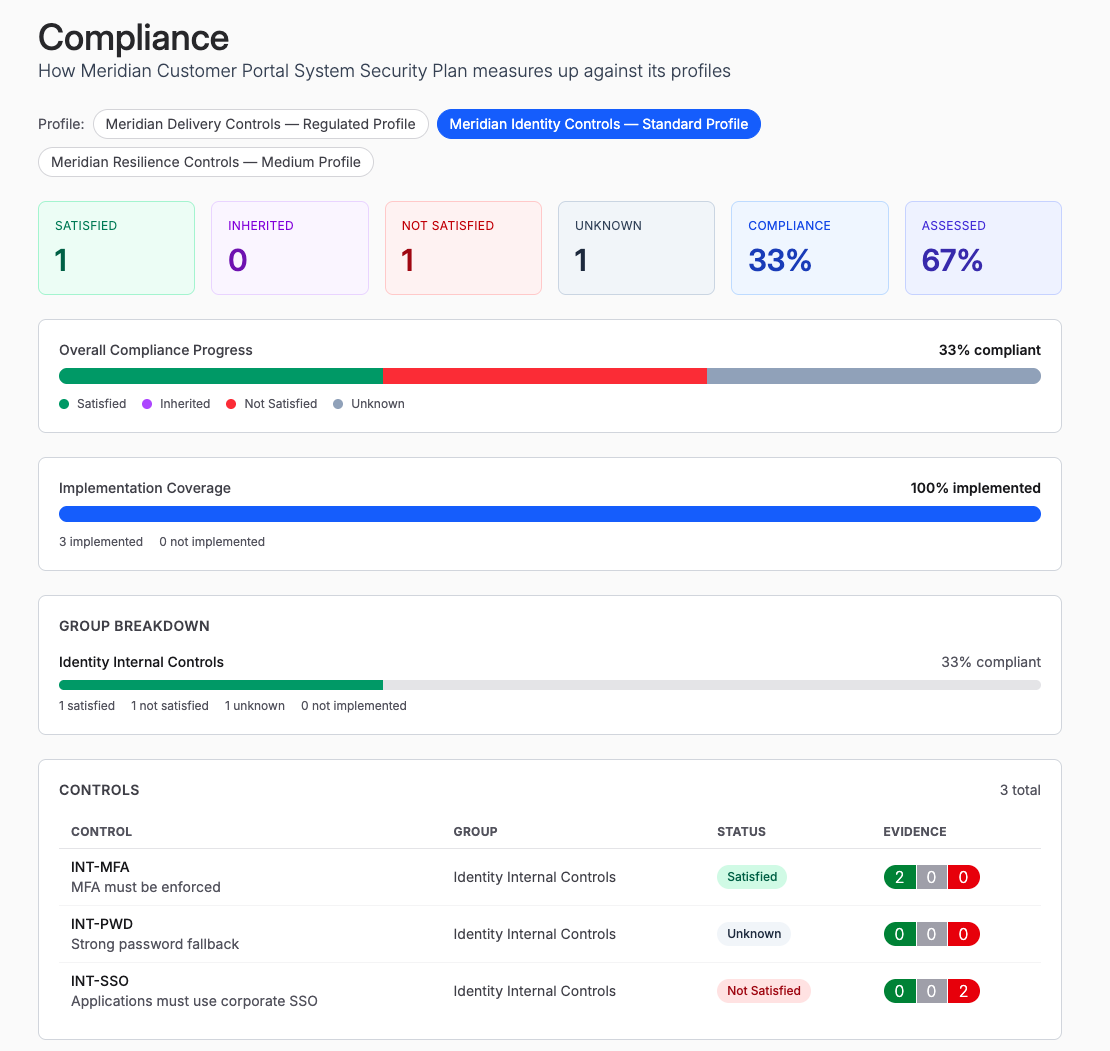 Compliance
How Meridian Customer Portal System Security Plan measures up against its profiles
Profile: Meridian Delivery Controls — Regulated Profile Meridian Identity Controls — Standard Profile
Meridian Resilience Controls — Medium Profile
SATISFIED INHERITED NOT SATISFIED UNKNOWN COMPLIANCE ASSESSED
1 0 1 1 33% 67%
Overall Compliance Progress 33% compliant
Satisfied Inherited Not Satisfied Unknown
Implementation Coverage 100% implemented
3 implemented 0 not implemented
GROUP BREAKDOWN
Identity Internal Controls 33% compliant
1 satisfied 1 not satisfied 1 unknown 0 not implemented
CONTROLS 3 total
CONTROL GROUP STATUS EVIDENCE
INT-MFA
MFA must be enforced
Identity Internal Controls Satisfied 2 0 0
INT-PWD
Strong password fallback
Identity Internal Controls Unknown 0 0 0
INT-SSO
Applications must use corporate SSO
Identity Internal Controls Not Satisfied 0 0 2